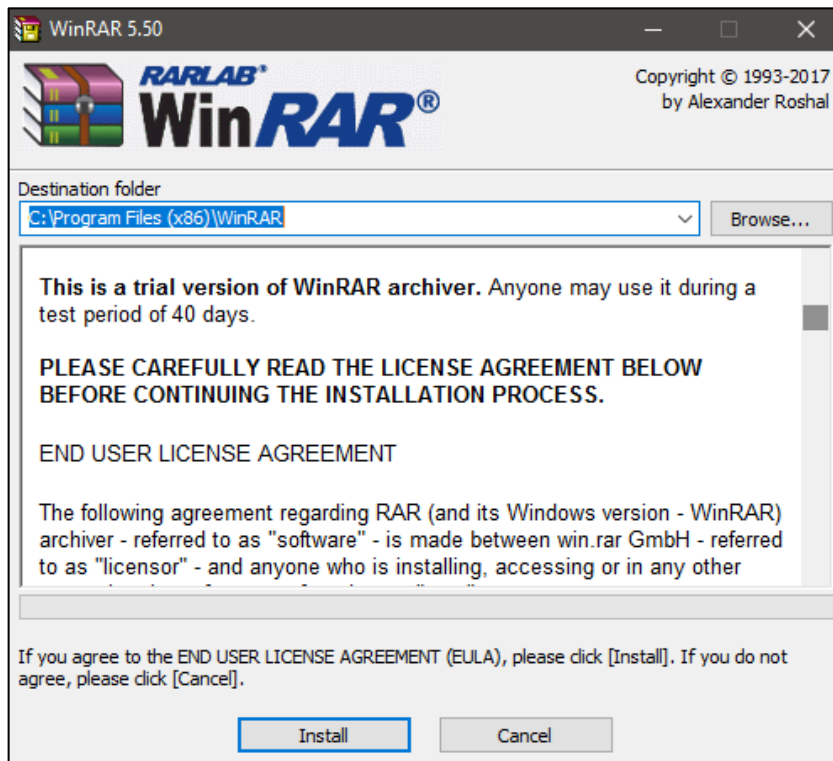 WinRAR 5.50
RARLAB®
WinRAR®
Copyright © 1993-2017
by Alexander Roshal
Destination folder
C:\Program Files (x86)\WinRAR
Browse...
This is a trial version of WinRAR archiver. Anyone may use it during a
test period of 40 days.
PLEASE CAREFULLY READ THE LICENSE AGREEMENT BELOW
BEFORE CONTINUING THE INSTALLATION PROCESS.
END USER LICENSE AGREEMENT
The following agreement regarding RAR (and its Windows version - WinRAR)
archiver - referred to as "software" - is made between win.rar GmbH - referred
to as "licensor" - and anyone who is installing, accessing or in any other
If you agree to the END USER LICENSE AGREEMENT (EULA), please click [Install]. If you do not
agree, please click [Cancel].
Install
Cancel